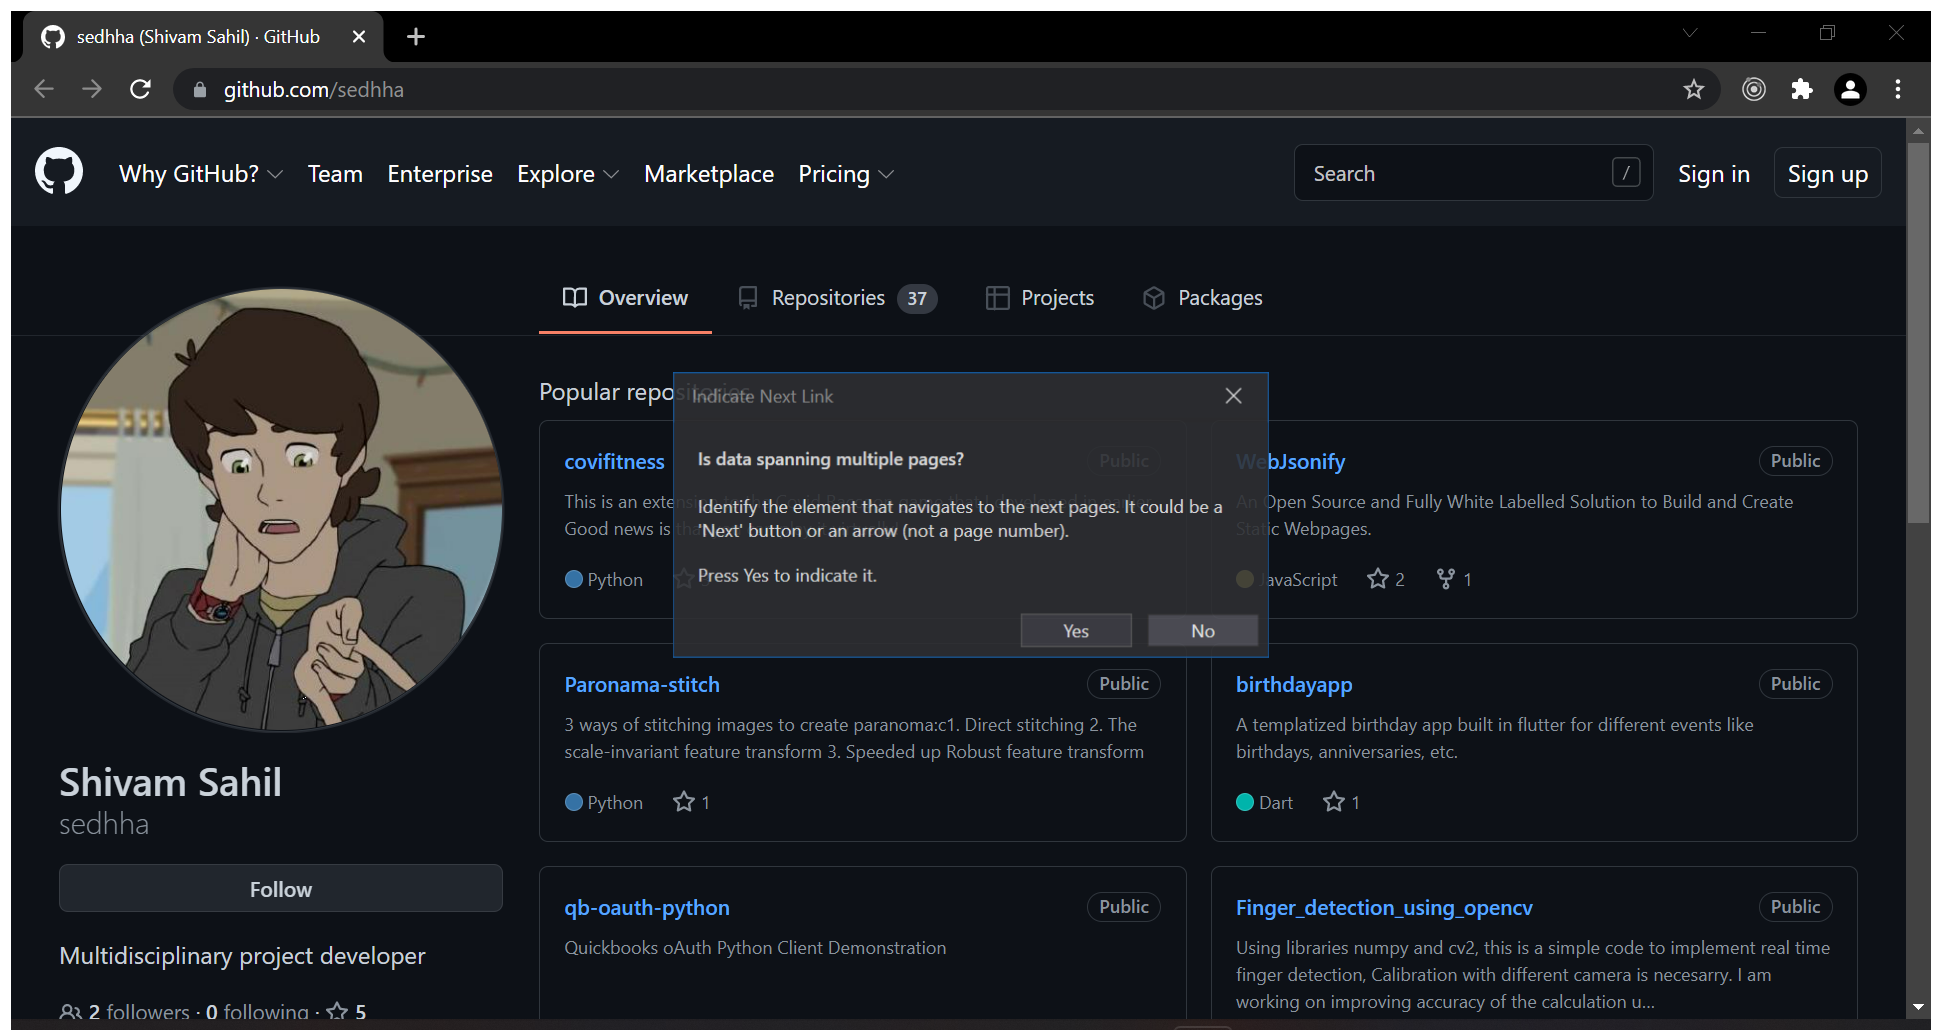 sedhha (Shivam Sahil) · GitHub
github.com/sedhha
Why GitHub? Team Enterprise Explore Marketplace Pricing
Search /
Sign in
Sign up
Overview
Repositories 37
Projects
Packages
Popular repositories
Indicate Next Link
Is data spanning multiple pages?
Identify the element that navigates to the next pages. It could be a
'Next' button or an arrow (not a page number).
Press Yes to indicate it.
Yes No
covifitness Public
This is an extension to the
Good news is
Python
WebJsonify Public
An Open Source and Fully White Labelled Solution to Build and Create
Static Webpages.
JavaScript 2 1
Paronama-stitch Public
3 ways of stitching images to create paranoma:c1. Direct stitching 2. The
scale-invariant feature transform 3. Speeded up Robust feature transform
Python 1
birthdayapp Public
A templatized birthday app built in flutter for different events like
birthdays, anniversaries, etc.
Dart 1
qb-oauth-python Public
Quickbooks oAuth Python Client Demonstration
Finger_detection_using_opencv Public
Using libraries numpy and cv2, this is a simple code to implement real time
finger detection, Calibration with different camera is necesarry. I am
working on improving accuracy of the calculation u...
Shivam Sahil
sedhha
Follow
Multidisciplinary project developer
2 followers · 0 following · 5